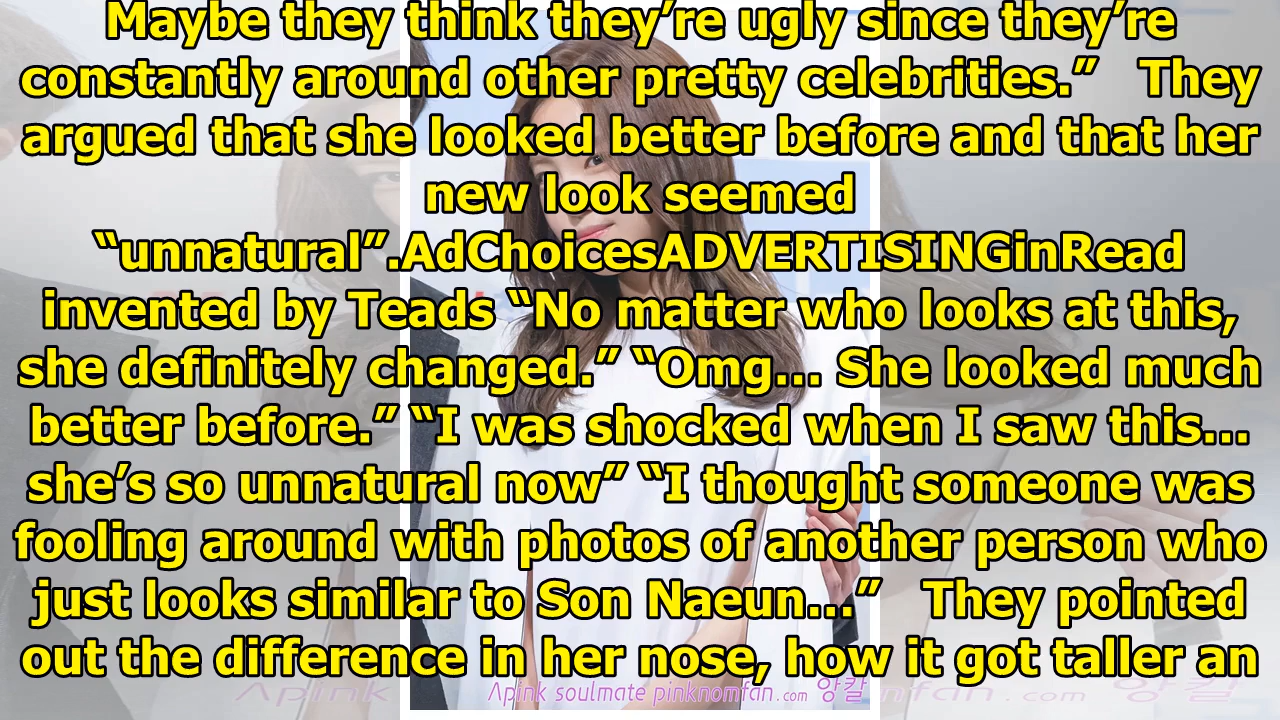 Maybe they think they’re ugly since they’re
constantly around other pretty celebrities.”   They
argued that she looked better before and that her
new look seemed
“unnatural”.AdChoicesADVERTISINGinRead
invented by Teads “No matter who looks at this,
she definitely changed.” “Omg… She looked much
better before.” “I was shocked when I saw this…
she’s so unnatural now” “I thought someone was
fooling around with photos of another person who
just looks similar to Son Naeun…”   They pointed
out the difference in her nose, how it got taller an
Apink soulmate pinknomfan.com 앙칼